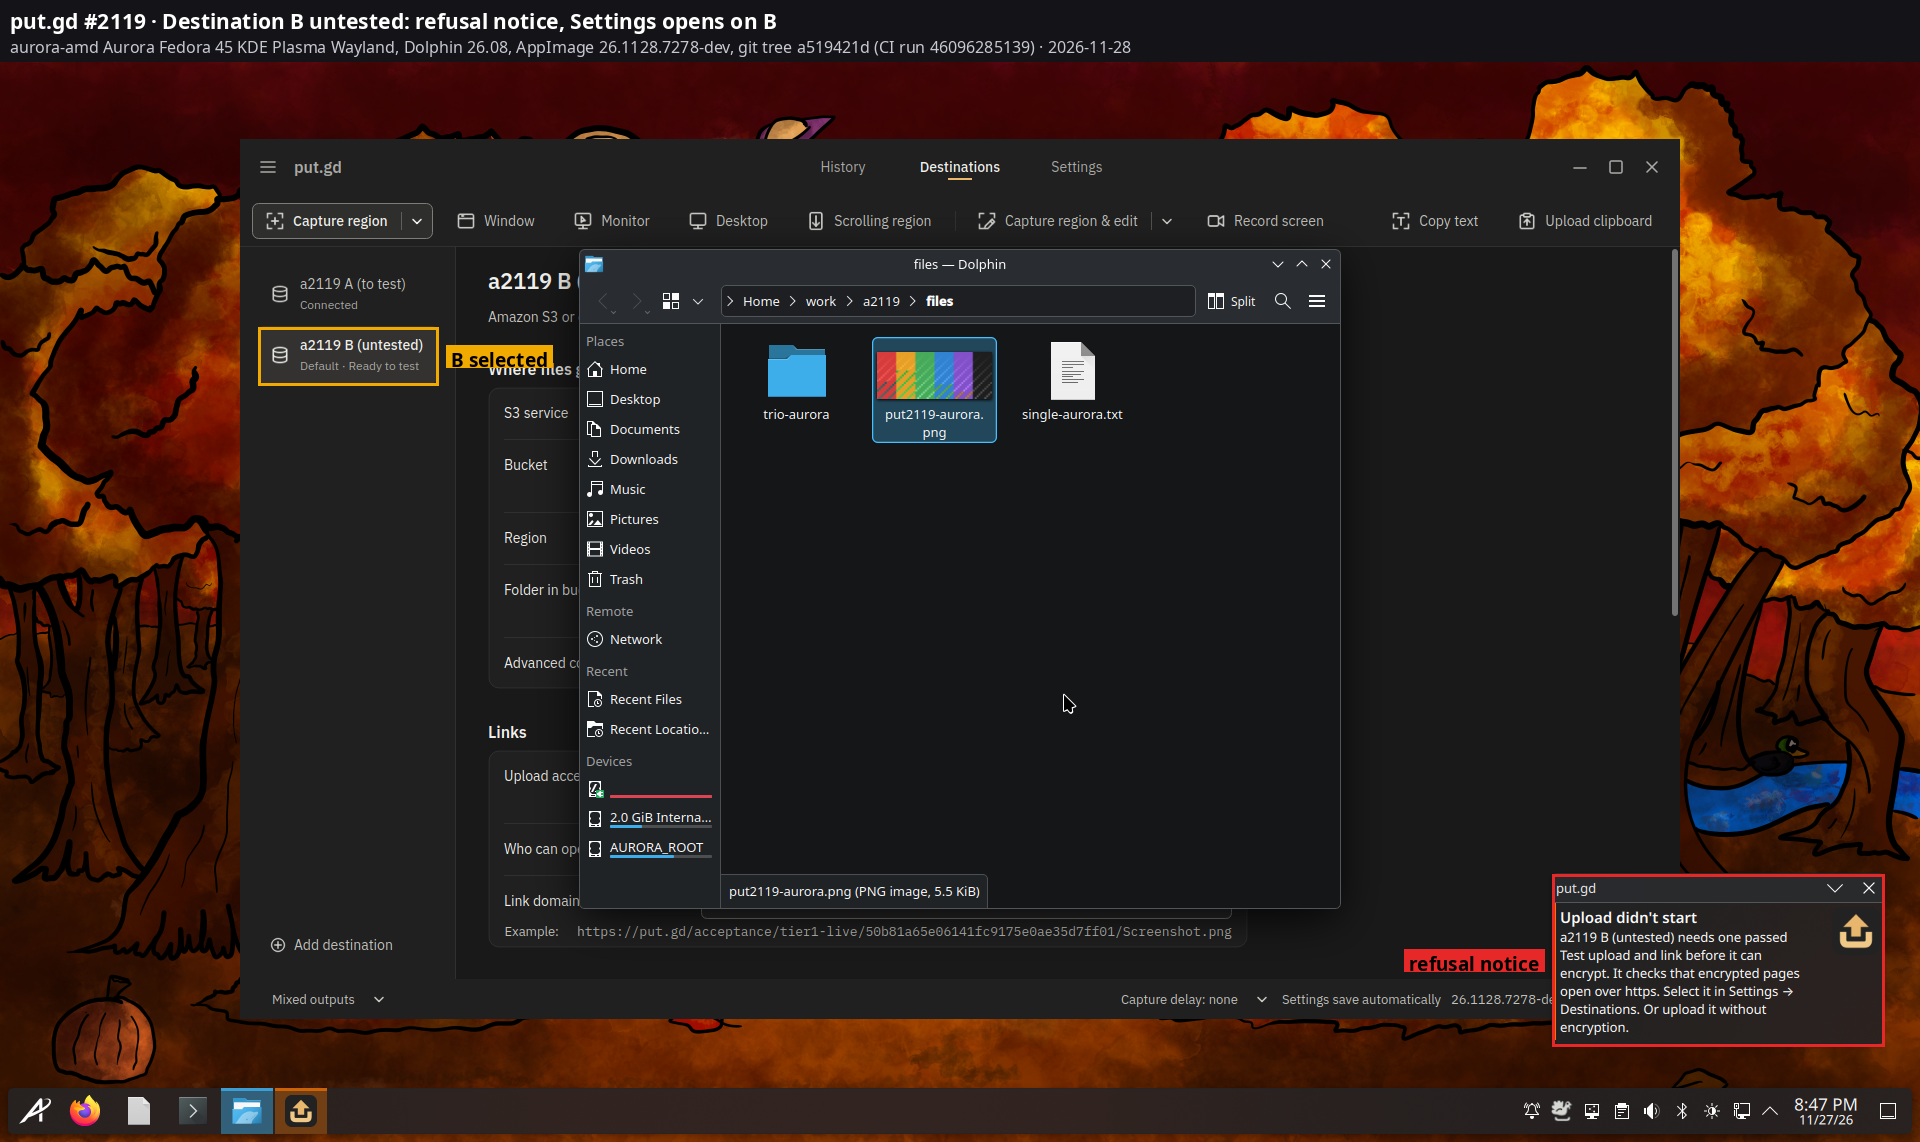 put.gd #2119 · Destination B untested: refusal notice, Settings opens on B
aurora-amd Aurora Fedora 45 KDE Plasma Wayland, Dolphin 26.08, AppImage 26.1128.7278-dev, git tree a519421d (CI run 46096285139) · 2026-11-28
put.gd
History
Destinations
Settings
Capture region
Window
Monitor
Desktop
Scrolling region
Capture region & edit
Record screen
Copy text
Upload clipboard
a2119 A (to test)
Connected
a2119 B (untested)
Default · Ready to test
B selected
Add destination
a2119 B
Amazon S3 or
Where files
S3 service
Bucket
Region
Folder in
Advanced
Links
Upload
Who can
Link domain
Example: https://put.gd/acceptance/tier1-live/50b81a65e06141fc9175e0ae35d7ff01/Screenshot.png
files — Dolphin
Home
work
a2119
files
Split
Places
Home
Desktop
Documents
Downloads
Music
Pictures
Videos
Trash
Remote
Network
Recent
Recent Files
Recent Locatio...
Devices
2.0 GiB Interna...
AURORA_ROOT
trio-aurora
put2119-aurora.
png
single-aurora.txt
put2119-aurora.png (PNG image, 5.5 KiB)
Mixed outputs
Capture delay: none
Settings save automatically
26.1128.7278-de
refusal notice
put.gd
Upload didn't start
a2119 B (untested) needs one passed
Test upload and link before it can
encrypt. It checks that encrypted pages
open over https. Select it in Settings →
Destinations. Or upload it without
encryption.
8:47 PM
11/27/26